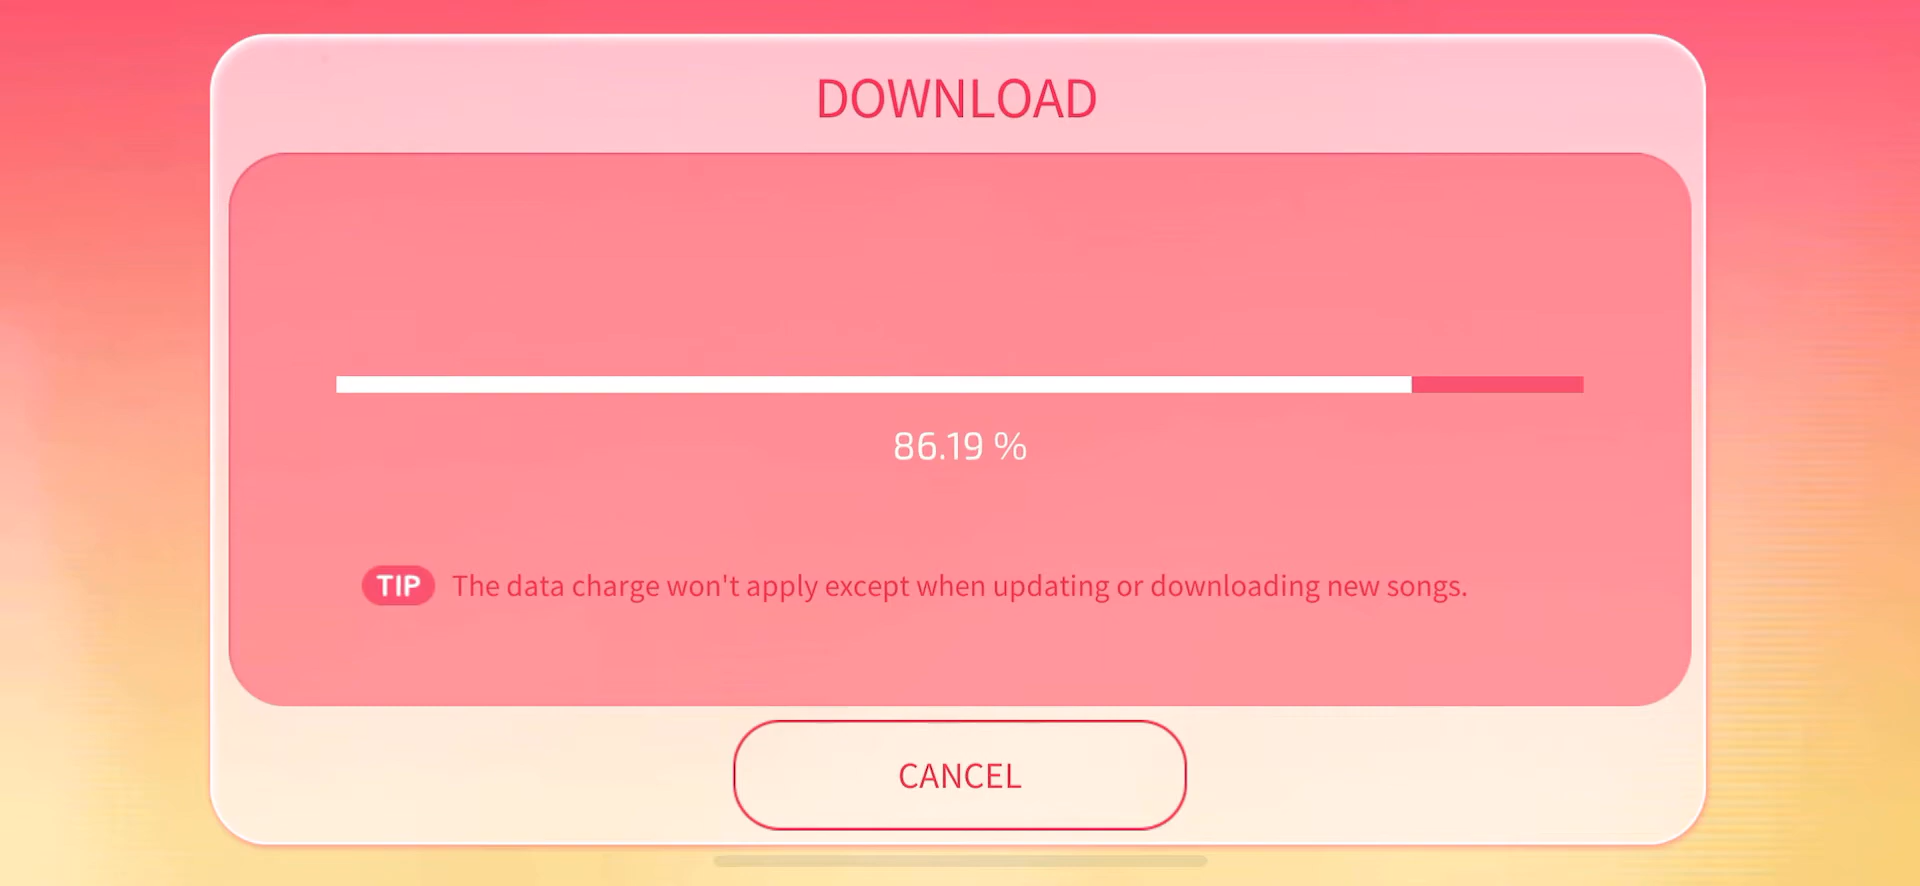 DOWNLOAD
86.19 %
TIP The data charge won't apply except when updating or downloading new songs.
CANCEL